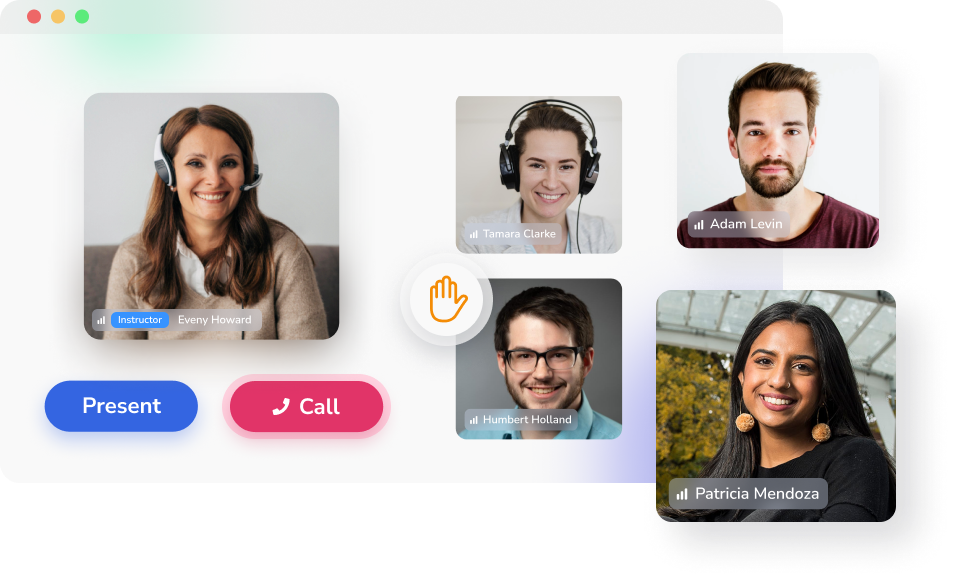 Instructor Eveny Howard
Present
Call
Tamara Clarke
Humbert Holland
Adam Levin
Patricia Mendoza